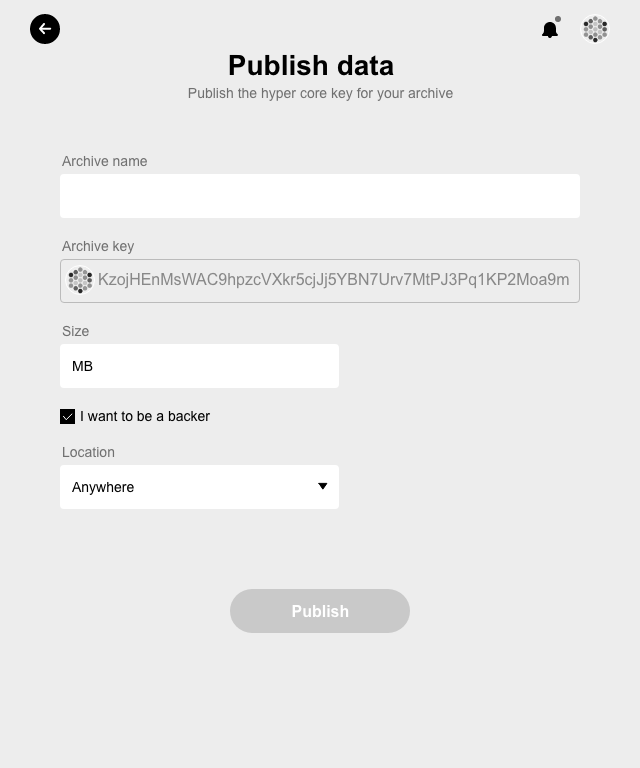 Publish data
Publish the hyper core key for your archive
Archive name
Archive key
KzojHEnMsWAC9hpzcVXkr5cjJj5YBN7Urv7MtPJ3Pq1KP2Moa9m
Size
MB
I want to be a backer
Location
Anywhere
Publish